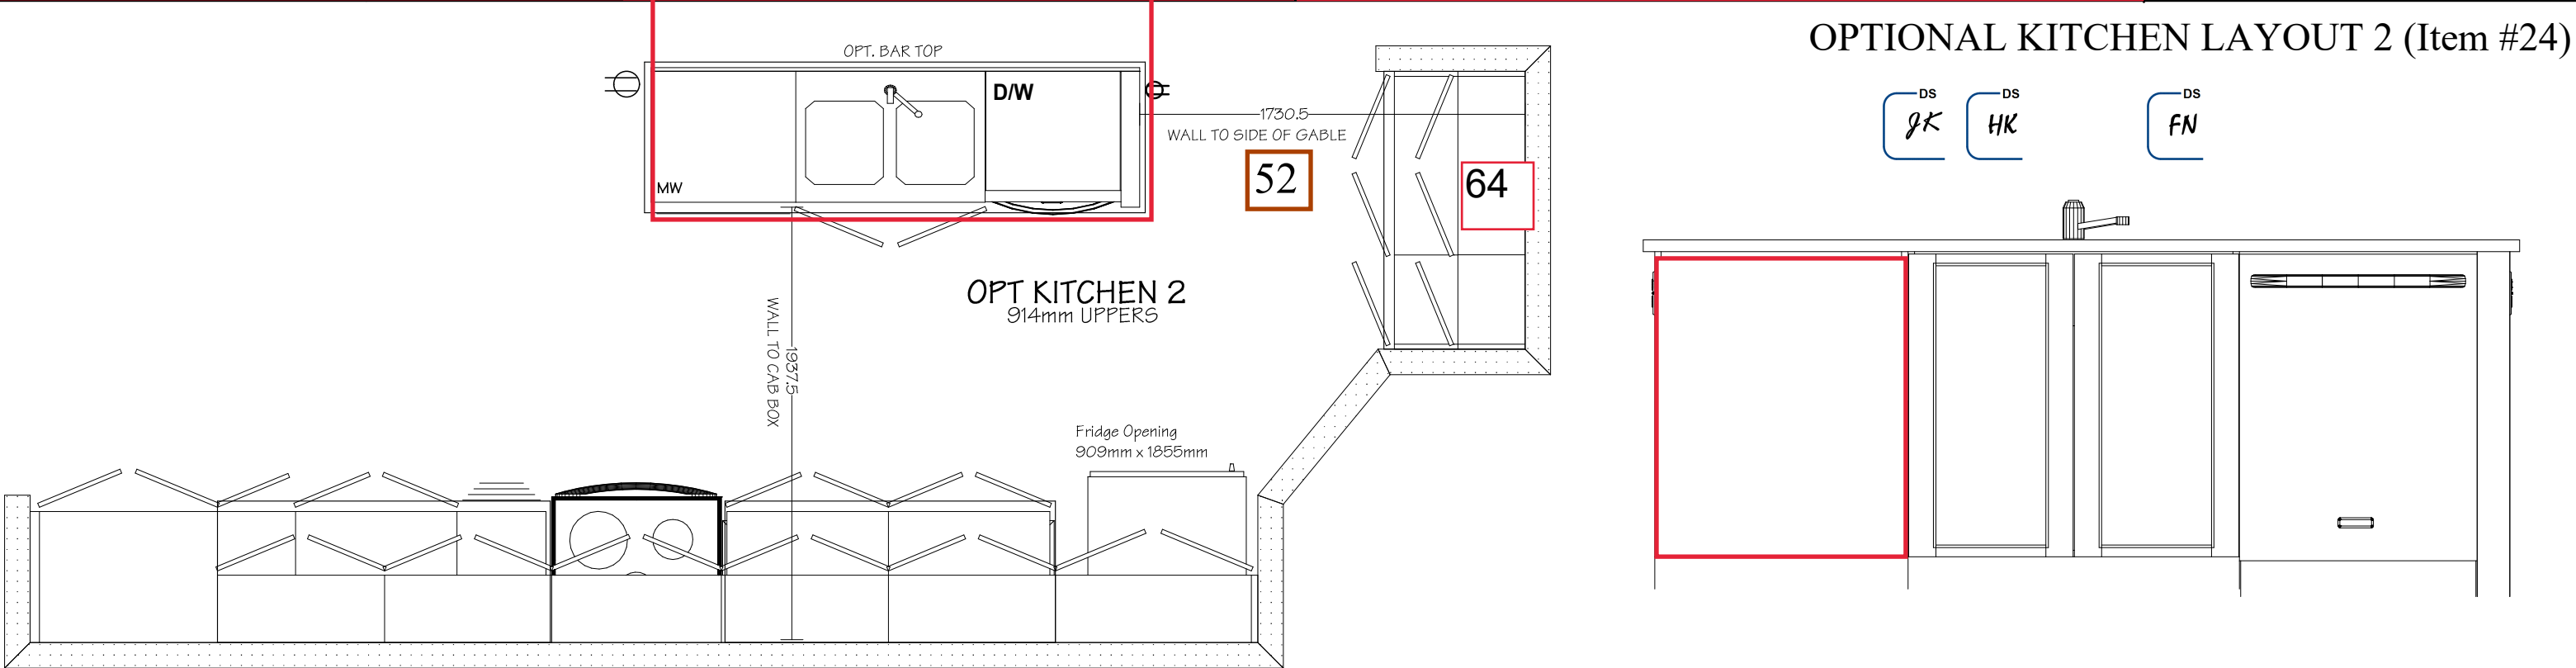 OPTIONAL KITCHEN LAYOUT 2 (Item #24)
DS
JK
DS
HK
DS
FN
OPT. BAR TOP
D/W
MW
1730.5
WALL TO SIDE OF GABLE
52
64
OPT KITCHEN 2
914mm UPPERS
WALL TO CAB BOX
1937.5
Fridge Opening
909mm x 1855mm